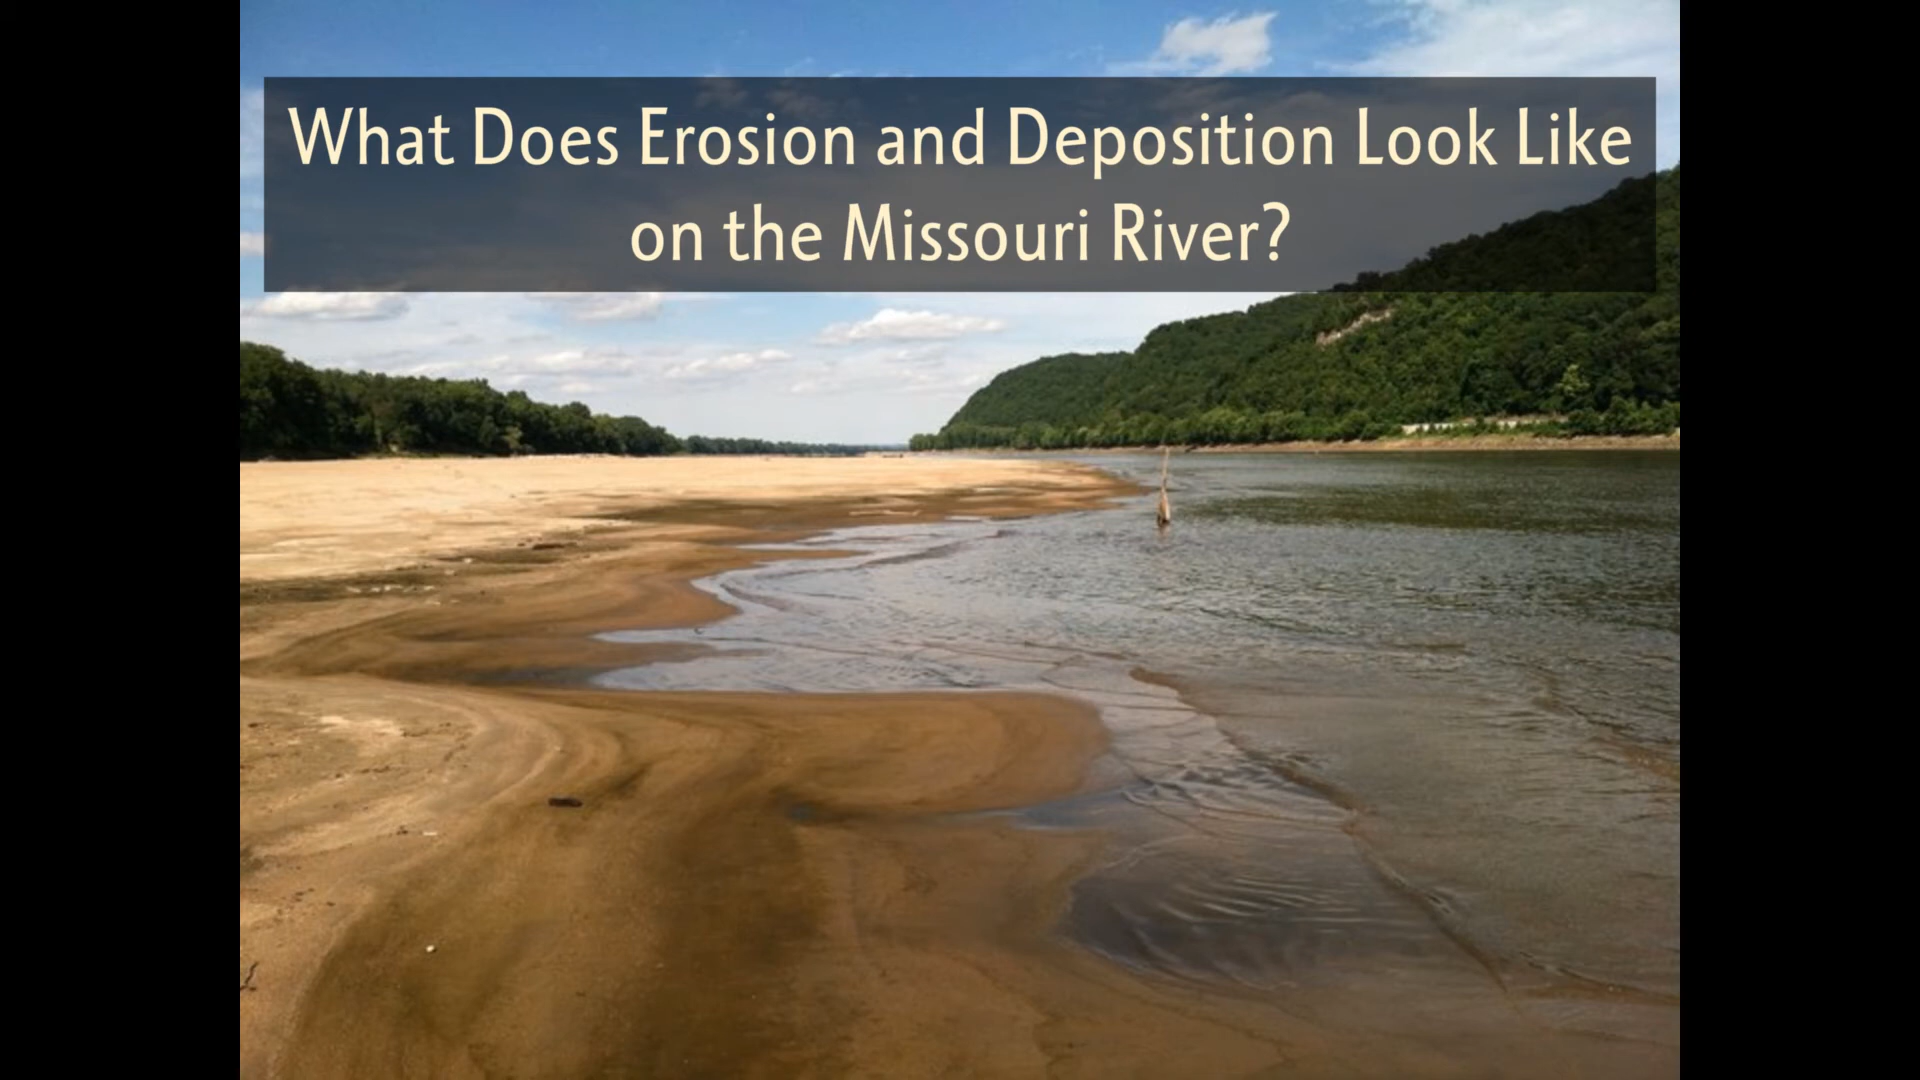 What Does Erosion and Deposition Look Like
on the Missouri River?